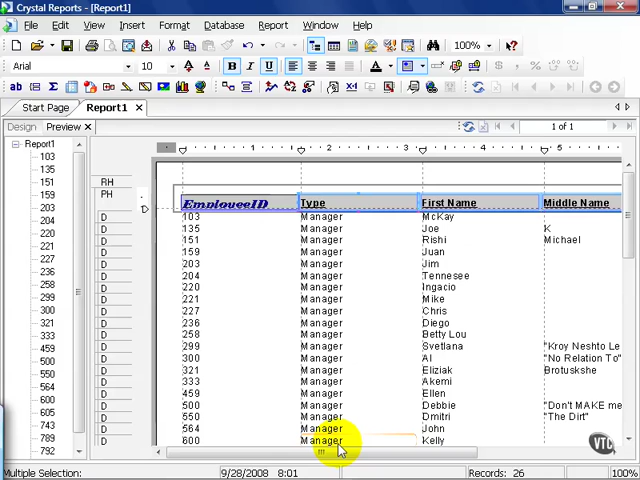 Crystal Reports - [Report1]
File Edit View Insert Format Database Report Window Help
100%
Arial 10 B I U
ab
Start Page Report1
Design Preview 1 of 1
Report1
103
135
151
159
203
204
220
221
227
236
258
299
300
321
333
459
500
550
564
600
605
743
789
792
1 2 3 4 5
RH
PH EmployeeID Type First Name Middle Name
D 103 Manager McKay
D 135 Manager Joe K
D 151 Manager Rishi Michael
D 159 Manager Juan
D 203 Manager Jim
D 204 Manager Tennesee
D 220 Manager Ingacio
D 221 Manager Mike
D 227 Manager Chris
D 236 Manager Diego
D 258 Manager Betty Lou
D 299 Manager Svetlana "Kroy Neshto Le
D 300 Manager Al "No Relation To"
D 321 Manager Eliziak Brotuskshe
D 333 Manager Akemi
D 459 Manager Ellen
D 500 Manager Debbie "Don't MAKE me
D 550 Manager Dmitri "The Dirt"
D 564 Manager John
D 600 Manager Kelly
VTC
Multiple Selection: 9/28/2008 8:01 Records: 26 100%